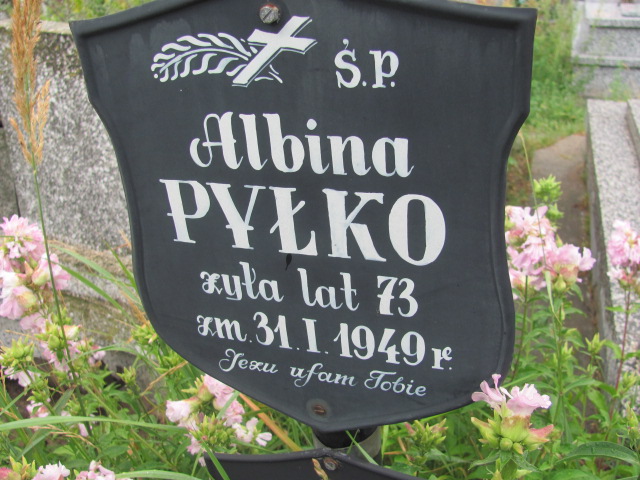 Ś.P.
Albina
PYŁKO
żyła lat 73
zm. 31.I.1949 r.
Jezu ufam Tobie